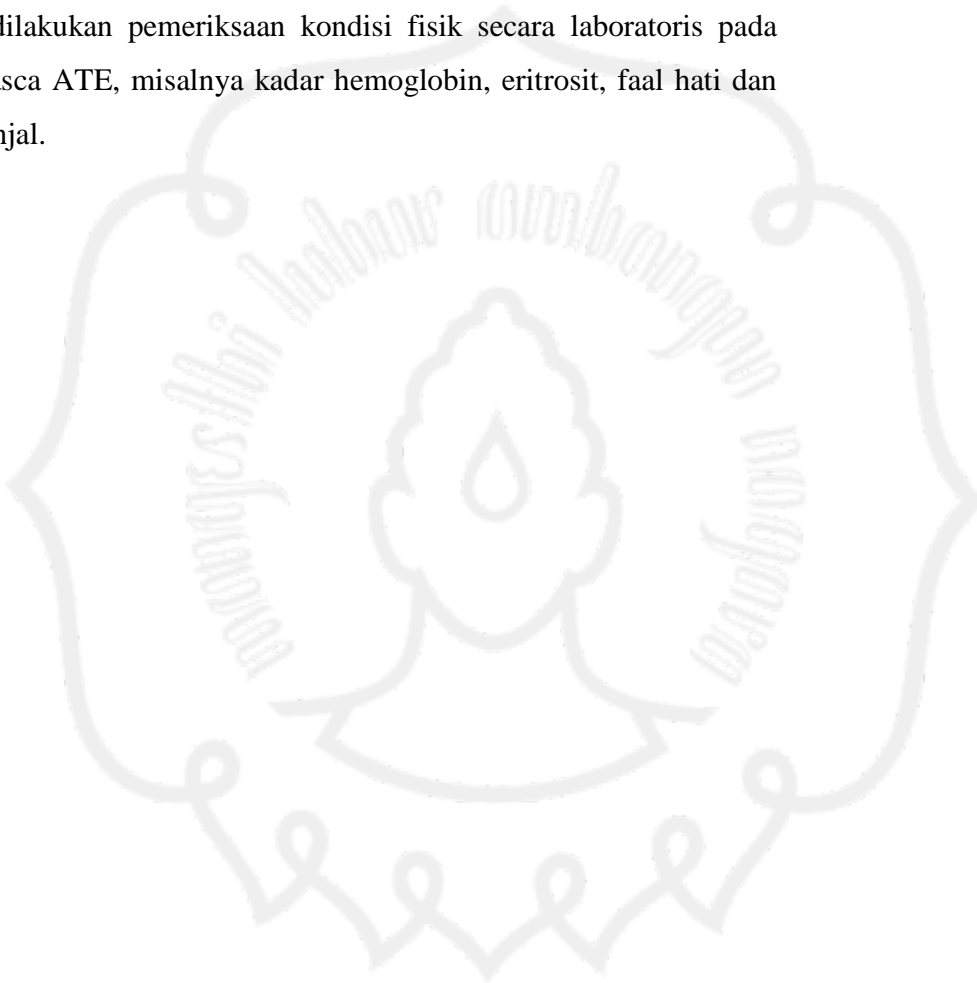 dilakukan pemeriksaan kondisi fisik secara laboratoris pada
asca ATE, misalnya kadar hemoglobin, eritrosit, faal hati dan
njal.